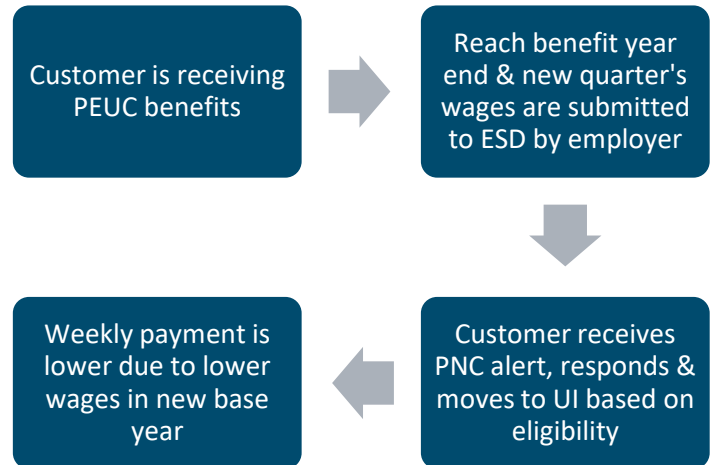 Customer is receiving
PEUC benefits
Reach benefit year
end & new quarter's
wages are submitted
to ESD by employer
Customer receives
PNC alert, responds &
moves to UI based on
eligibility
Weekly payment is
lower due to lower
wages in new base
year